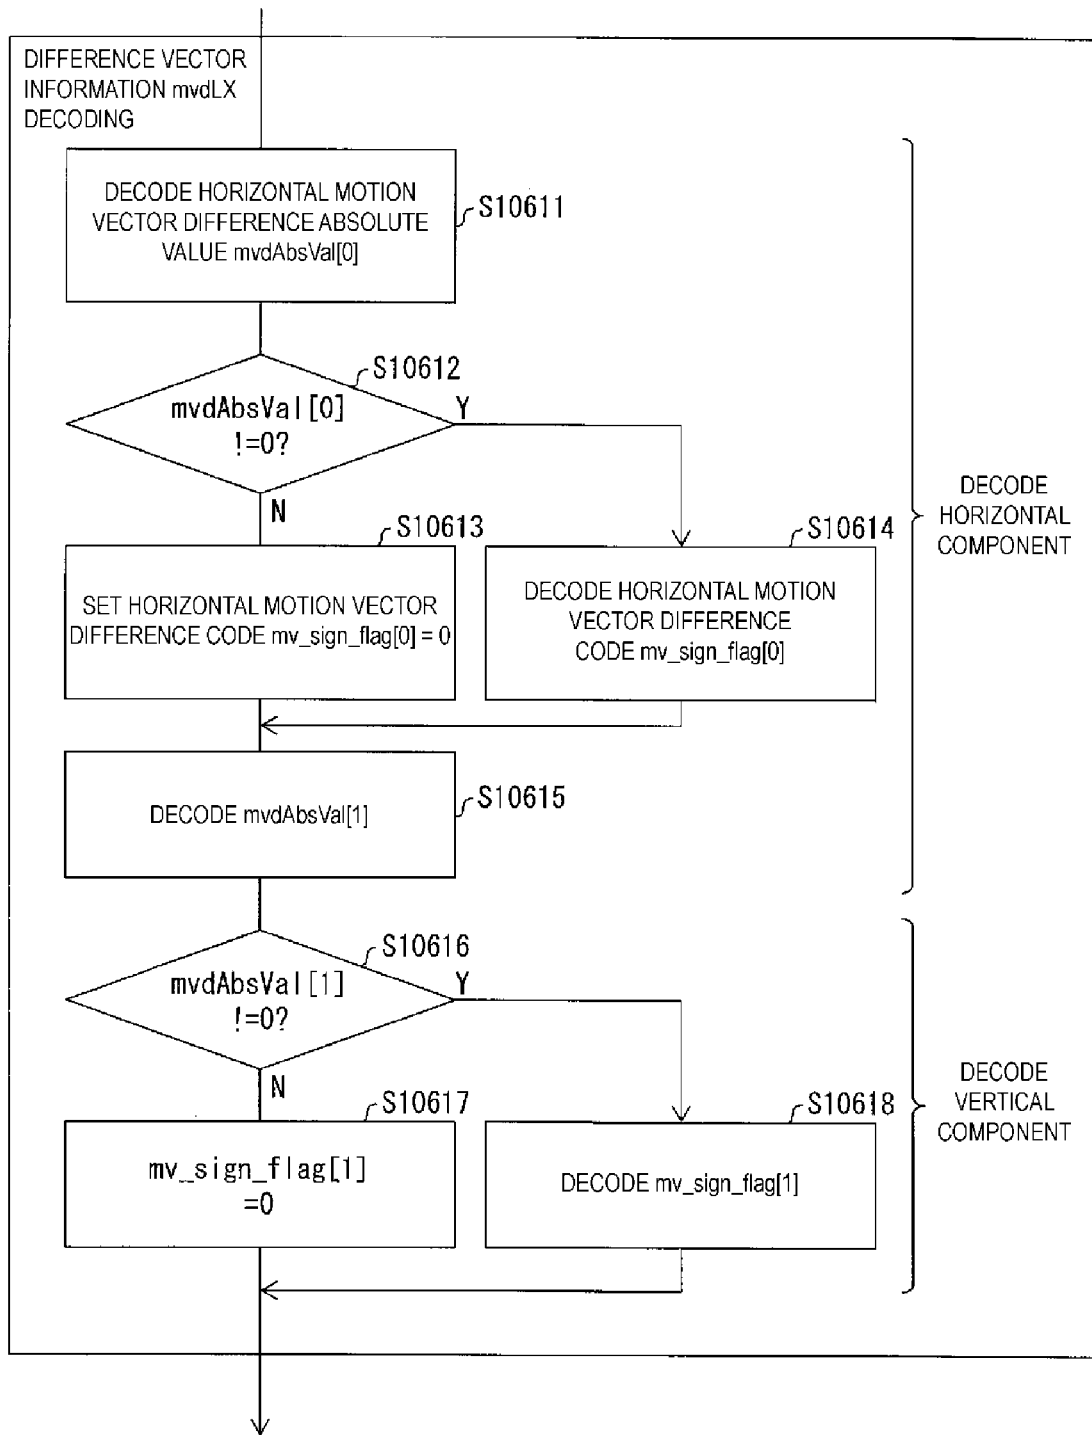 DIFFERENCE VECTOR
INFORMATION mvdLX
DECODING
DECODE HORIZONTAL MOTION
VECTOR DIFFERENCE ABSOLUTE
VALUE mvdAbsVal[0]
S10611
S10612
mvdAbsVal[0]
!=0?
Y
N
S10613
SET HORIZONTAL MOTION VECTOR
DIFFERENCE CODE mv_sign_flag[0] = 0
S10614
DECODE HORIZONTAL MOTION
VECTOR DIFFERENCE
CODE mv_sign_flag[0]
DECODE
HORIZONTAL
COMPONENT
DECODE mvdAbsVal[1]
S10615
S10616
mvdAbsVal[1]
!=0?
Y
N
S10617
mv_sign_flag[1]
=0
S10618
DECODE mv_sign_flag[1]
DECODE
VERTICAL
COMPONENT